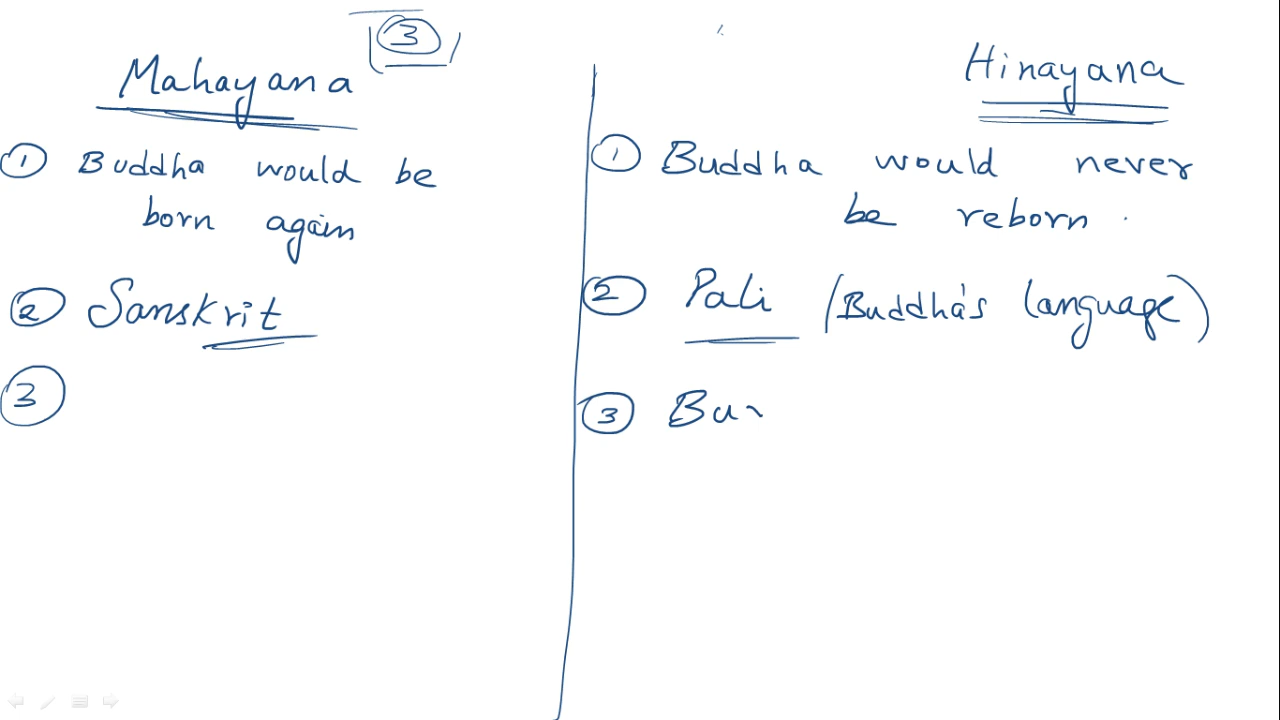 3
Mahayana
① Buddha would be
born again
② Sanskrit
③
Hinayana
① Buddha would never
be reborn.
② Pali (Buddha's language)
③ Bu